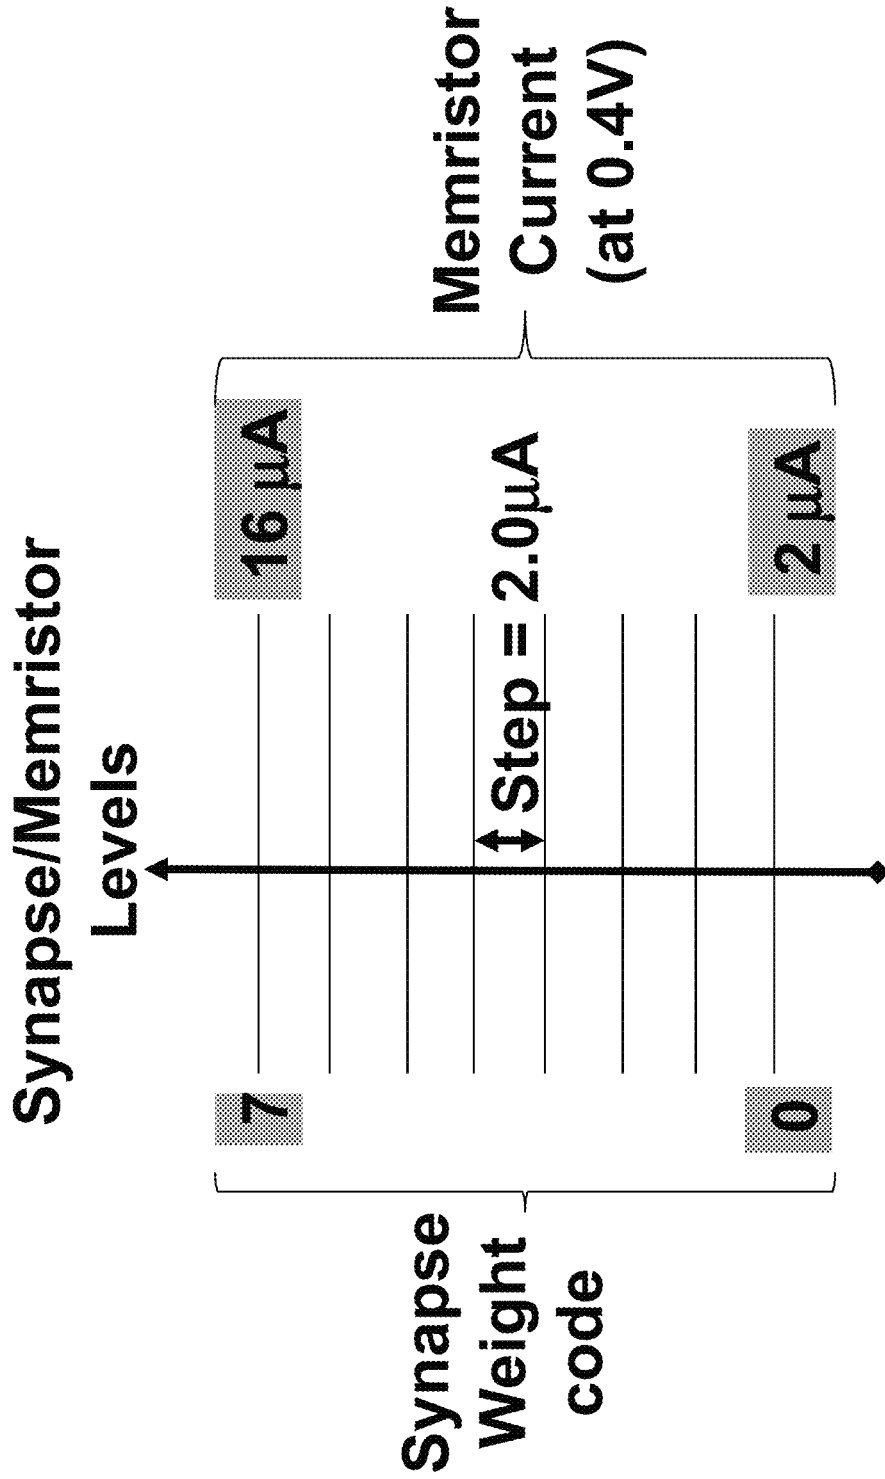 Synapse/Memristor
Levels
7
16 µA
Synapse
Weight
code
Step = 2.0µA
Memristor
Current
(at 0.4V)
0
2 µA